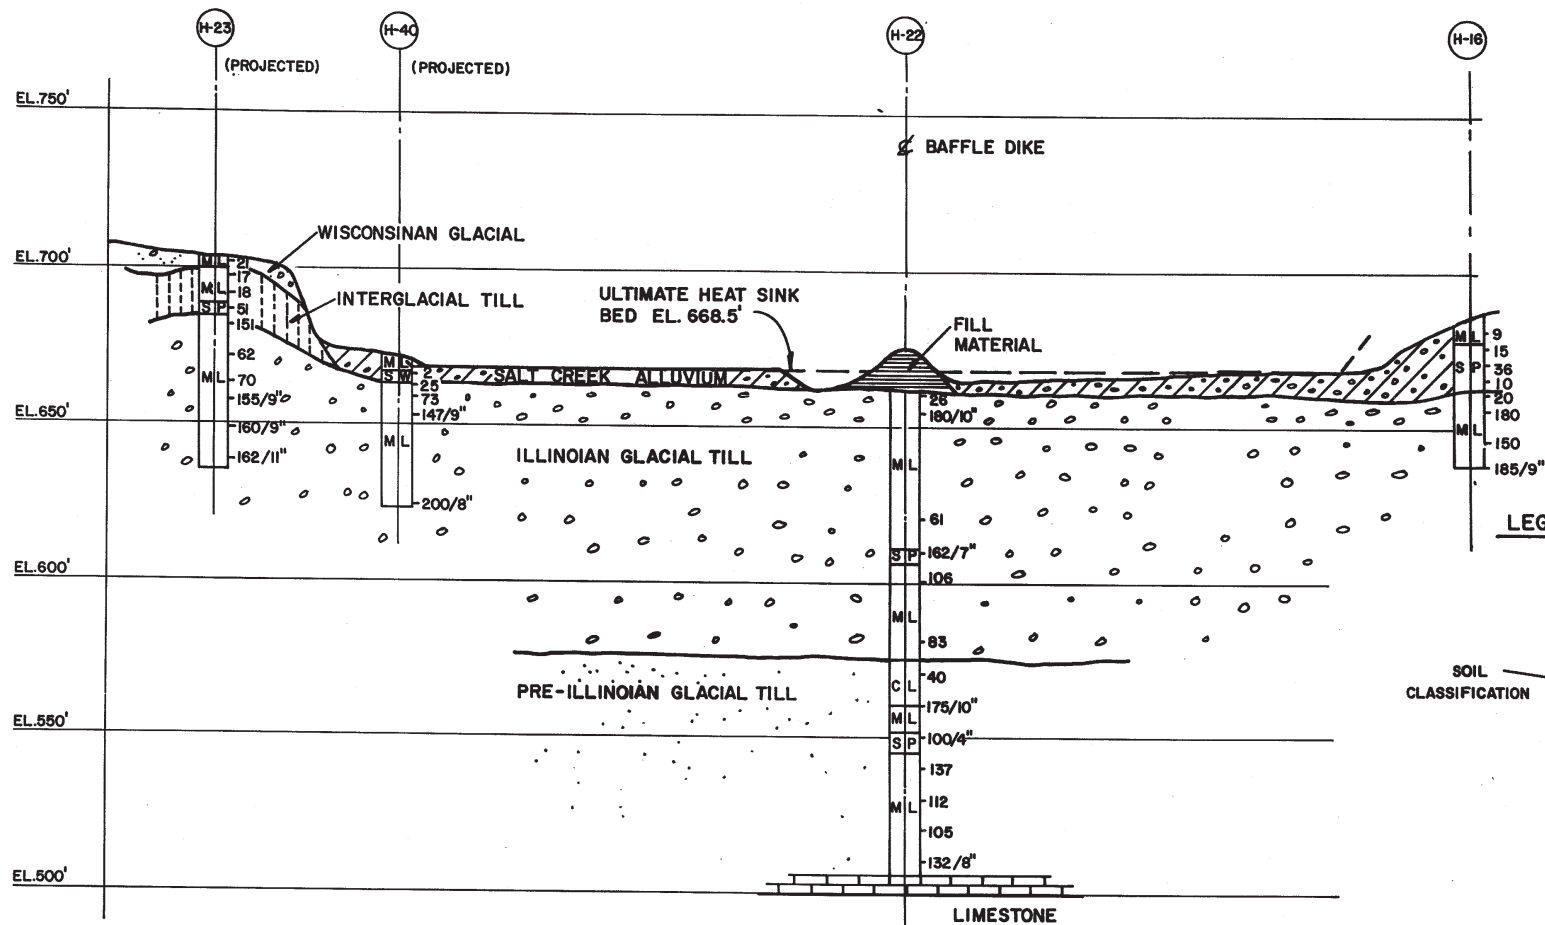 H-23
H-40
H-22
H-16
(PROJECTED)
(PROJECTED)
EL.750'
℄ BAFFLE DIKE
WISCONSINAN GLACIAL
EL.700'
INTERGLACIAL TILL
ULTIMATE HEAT SINK
BED EL. 668.5'
FILL
MATERIAL
ML
21
17
ML
18
SP
51
151
62
ML
70
155/9"
160/9"
162/11"
ML
2
SW
25
73
147/9"
ML
200/8"
SALT CREEK ALLUVIUM
EL.650'
ILLINOIAN GLACIAL TILL
26
180/10"
ML
61
SP
162/7"
106
ML
83
40
CL
175/10"
ML
SP
100/4"
137
ML
112
105
132/8"
ML
9
15
SP
36
10
20
180
ML
150
185/9"
LEG
EL.600'
PRE-ILLINOIAN GLACIAL TILL
SOIL
CLASSIFICATION
EL.550'
EL.500'
LIMESTONE